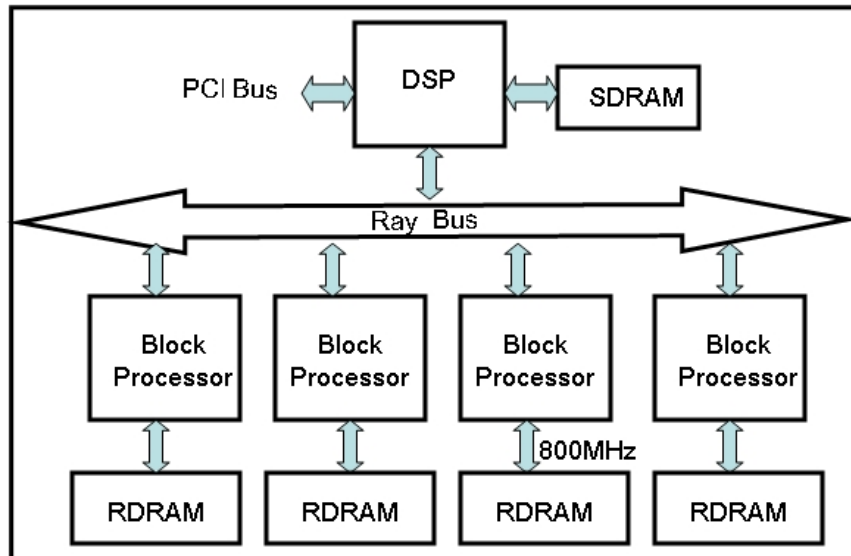 DSP
PCI Bus
SDRAM
Ray Bus
Block
Processor
Block
Processor
Block
Processor
Block
Processor
800MHz
RDRAM
RDRAM
RDRAM
RDRAM